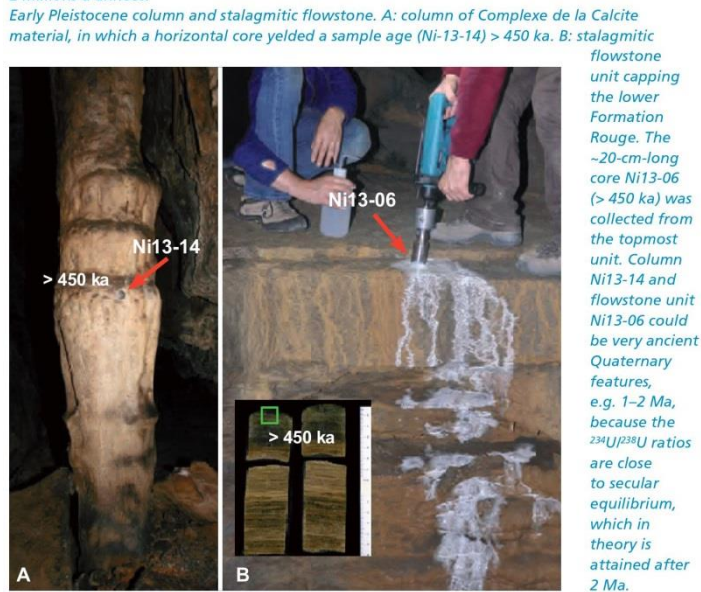 Early Pleistocene column and stalagmitic flowstone. A: column of Complexe de la Calcite
material, in which a horizontal core yelded a sample age (Ni-13-14) > 450 ka. B: stalagmitic
flowstone
unit capping
the lower
Formation
Rouge. The
~20-cm-long
core Ni13-06
(> 450 ka) was
collected from
the topmost
unit. Column
Ni13-14 and
flowstone unit
Ni13-06 could
be very ancient
Quaternary
features,
e.g. 1–2 Ma,
because the
²³⁴U/²³⁸U ratios
are close
to secular
equilibrium,
which in
theory is
attained after
2 Ma.
Ni13-14
> 450 ka
A
Ni13-06
> 450 ka
B